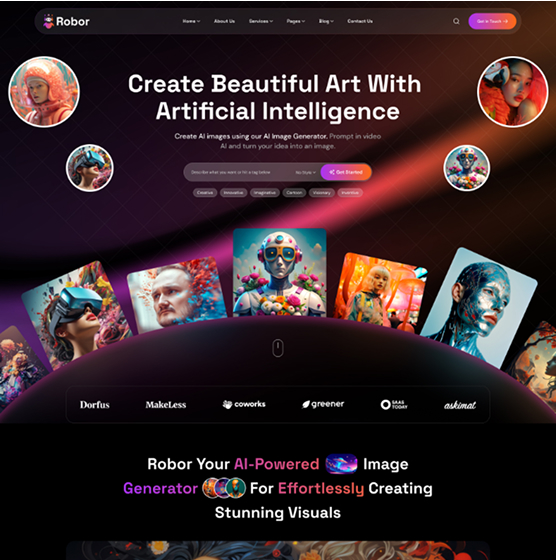 Robor
Home
About Us
Services
Pages
Blog
Contact Us
Get in Touch
Create Beautiful Art With
Artificial Intelligence
Create AI images using our AI Image Generator. Prompt in video
AI and turn your idea into an image.
Describe what you want or hit a tag below
No Style
Get Started
Creative
Innovative
Imaginative
Cartoon
Visionary
Inventive
Dorfus
MakeLess
coworks
greener
SAAS
TODAY
askimat
Robor Your AI-Powered Image
Generator For Effortlessly Creating
Stunning Visuals